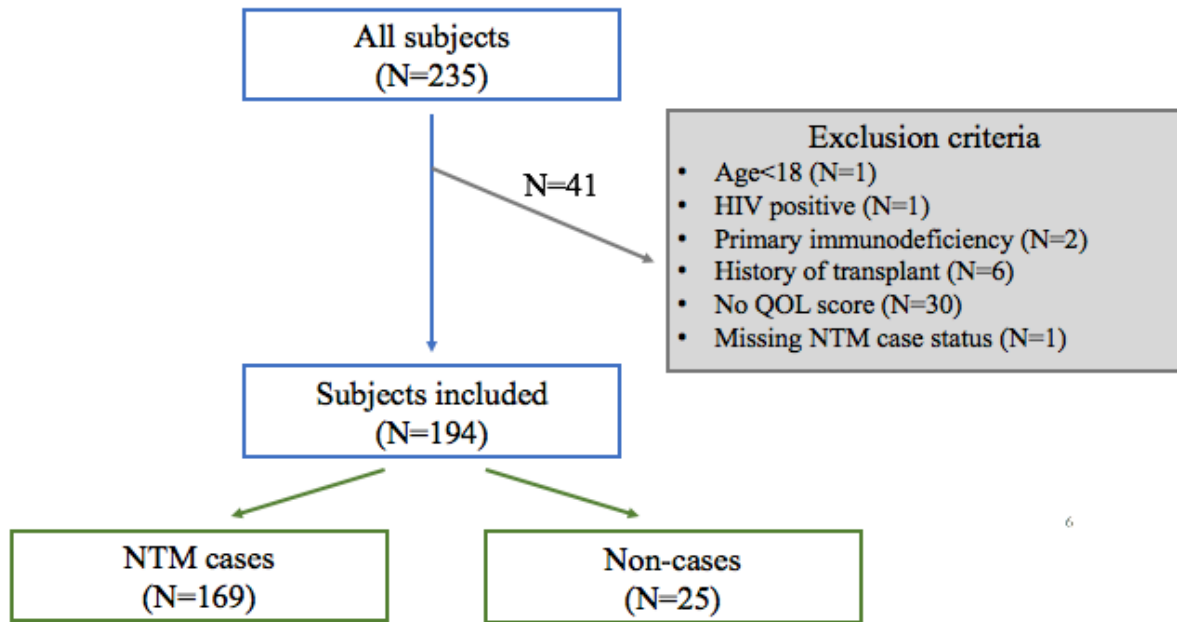 All subjects
(N=235)
N=41
Exclusion criteria
• Age<18 (N=1)
• HIV positive (N=1)
• Primary immunodeficiency (N=2)
• History of transplant (N=6)
• No QOL score (N=30)
• Missing NTM case status (N=1)
Subjects included
(N=194)
NTM cases
(N=169)
Non-cases
(N=25)
6